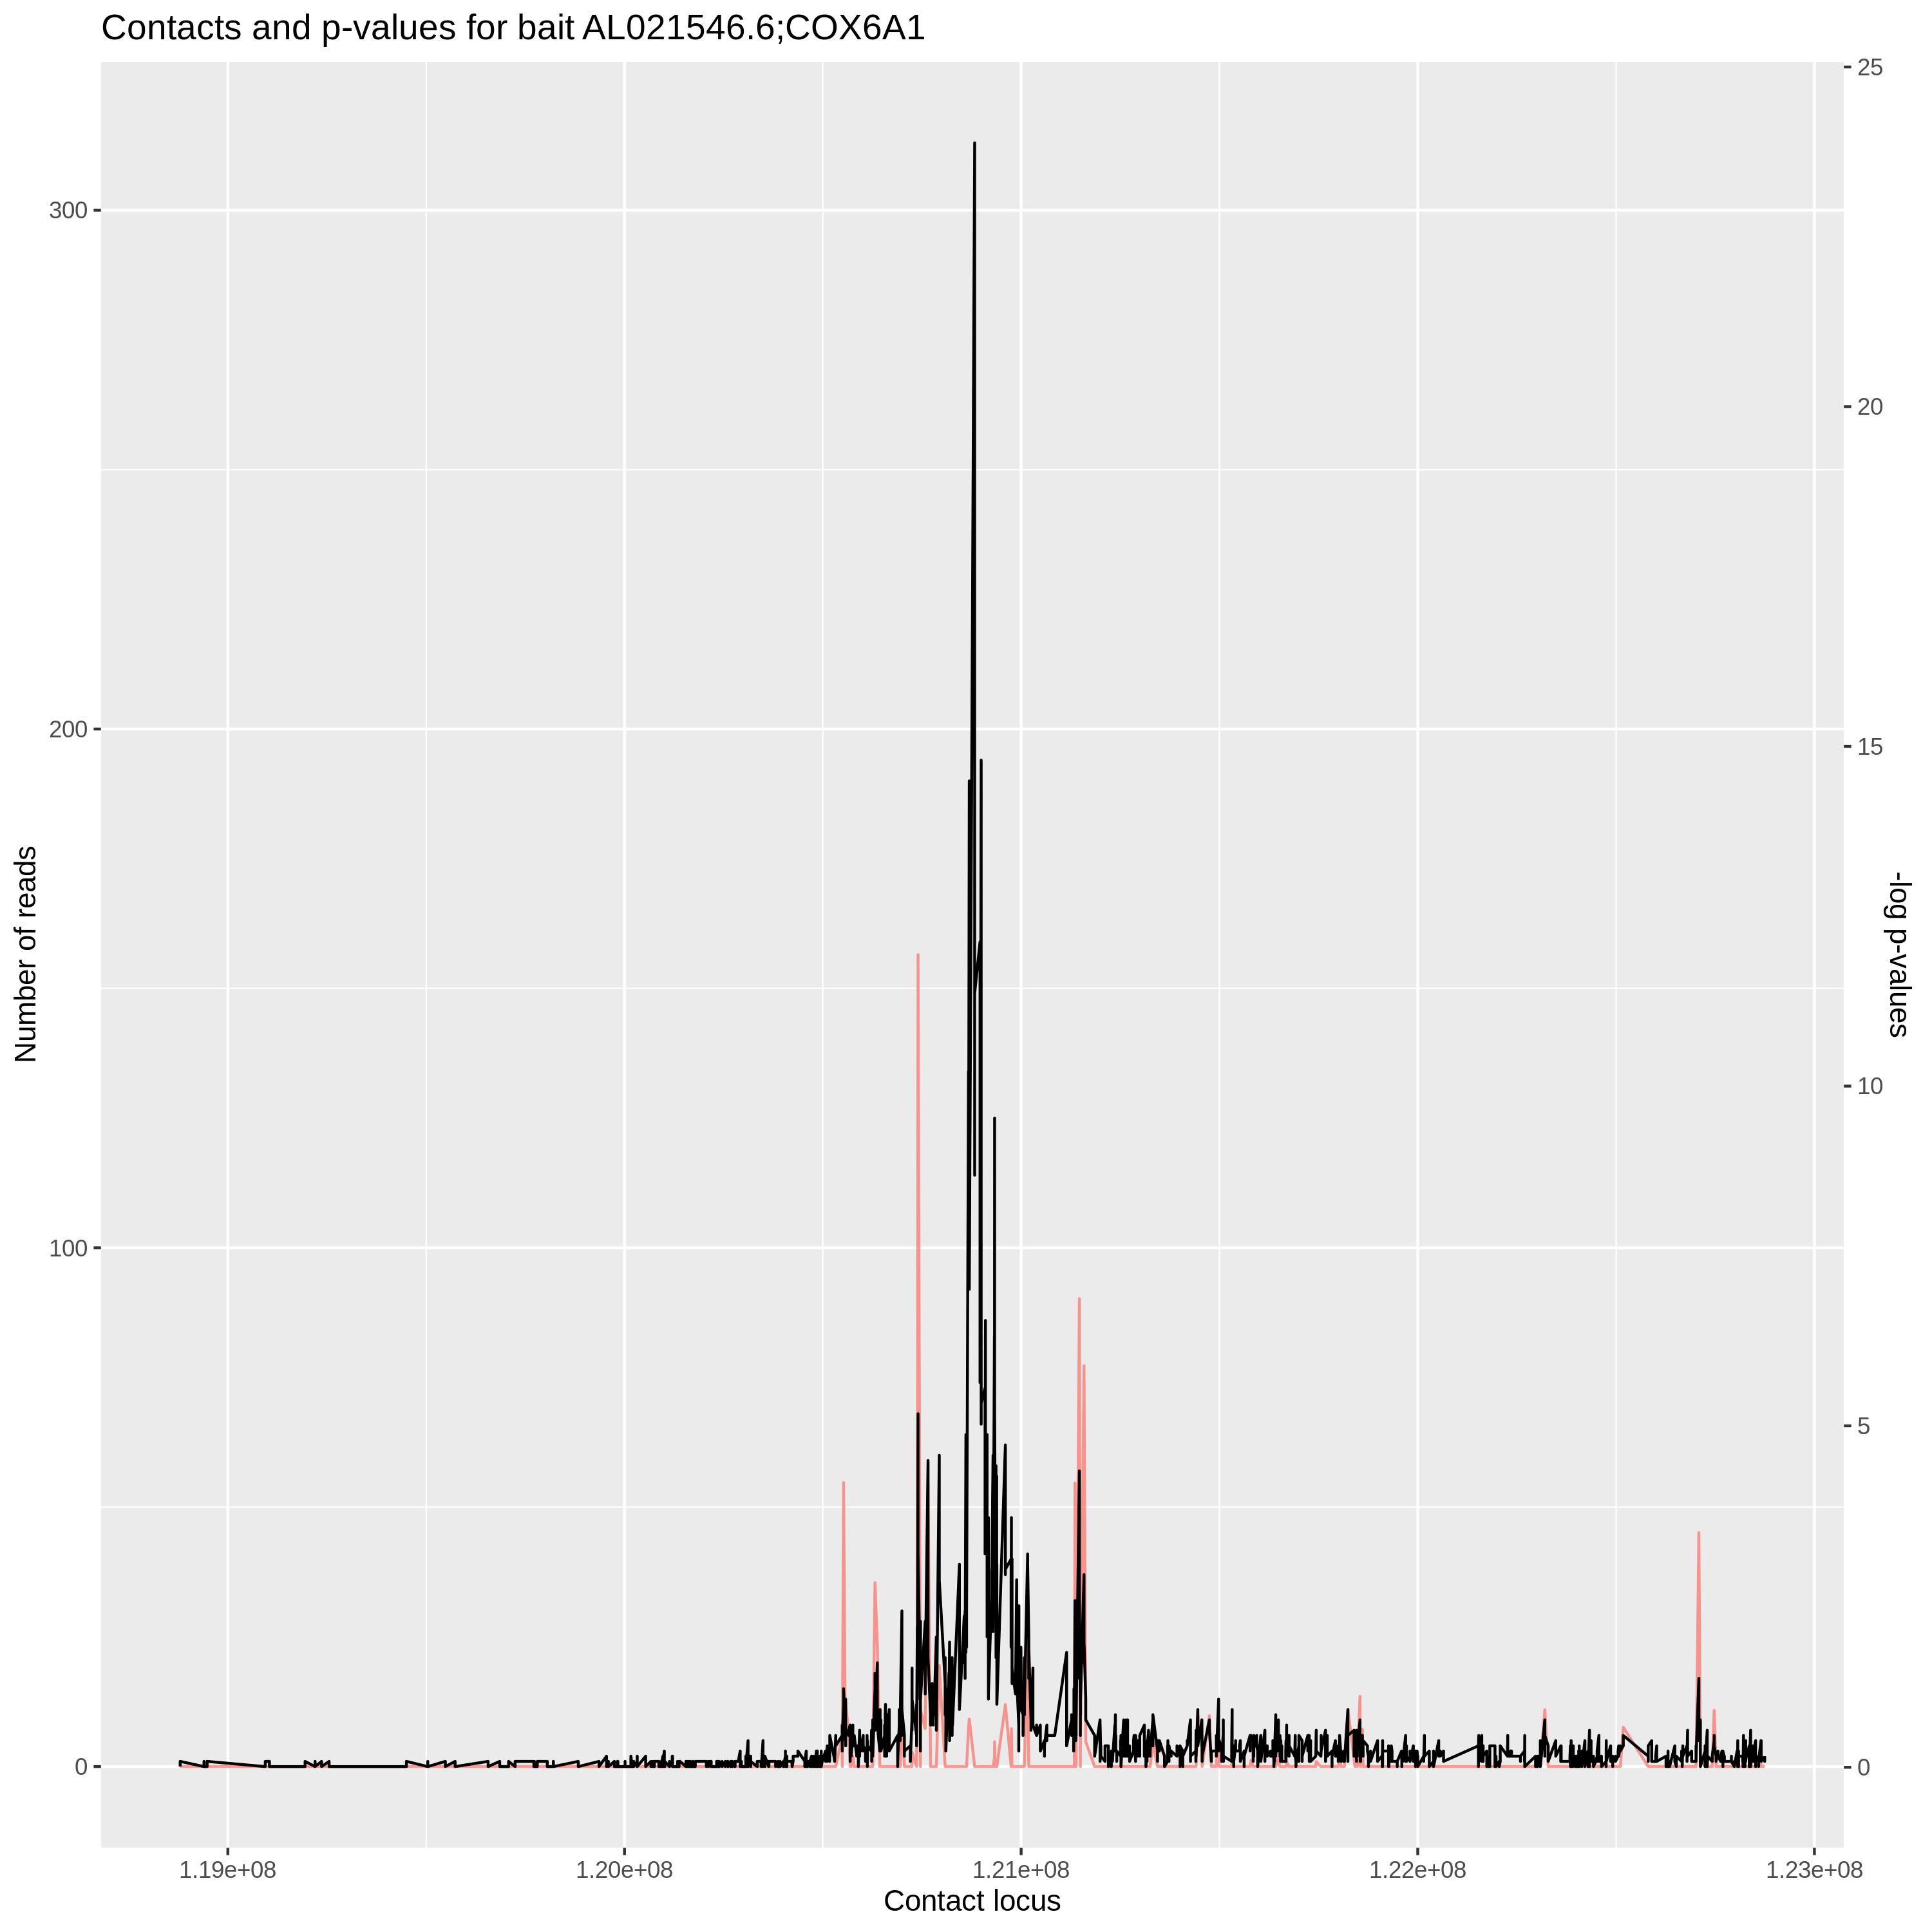 Contacts and p-values for bait AL021546.6;COX6A1
25
300
20
200
15
Number of reads
-log p-values
10
100
5
0
0
1.19e+08
1.20e+08
1.21e+08
1.22e+08
1.23e+08
Contact locus